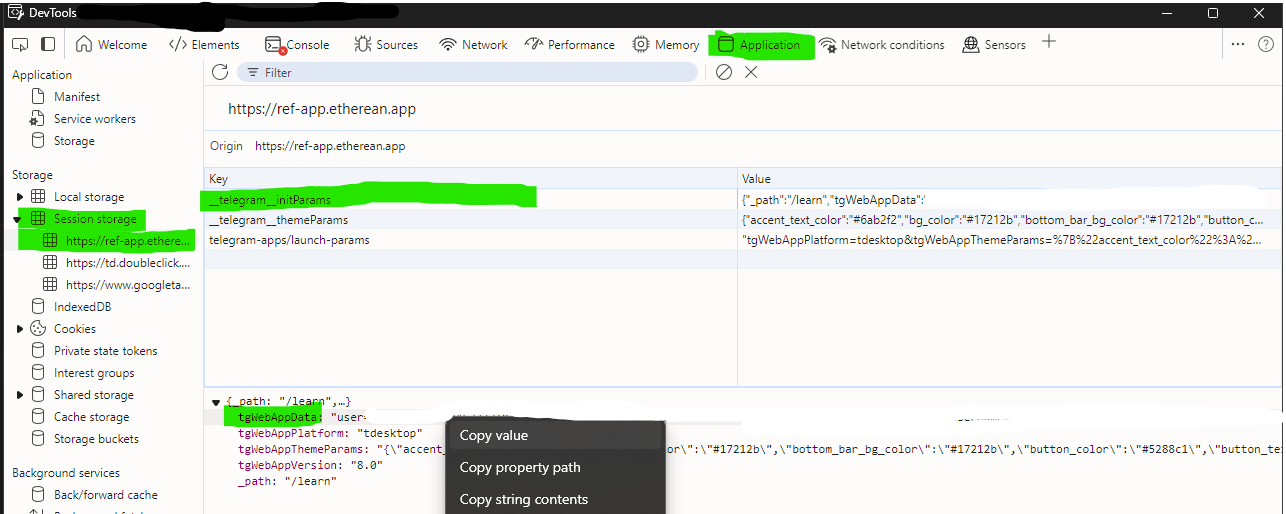 DevTools
Welcome Elements Console Sources Network Performance Memory Application Network conditions Sensors
Application
Manifest
Service workers
Storage
Storage
Local storage
Session storage
https://ref-app.ethere...
https://td.doubleclick....
https://www.googleta...
IndexedDB
Cookies
Private state tokens
Interest groups
Shared storage
Cache storage
Storage buckets
Background services
Back/forward cache
Filter
https://ref-app.etherean.app
Origin https://ref-app.etherean.app
Key Value
__telegram__initParams {"_path":"/learn","tgWebAppData":'
__telegram__themeParams {"accent_text_color":"#6ab2f2","bg_color":"#17212b","bottom_bar_bg_color":"#17212b","button_c...
telegram-apps/launch-params "tgWebAppPlatform=tdesktop&tgWebAppThemeParams=%7B%22accent_text_color%22%3A%2...
{_path: "/learn",…}
tgWebAppData: "user=
tgWebAppPlatform: "tdesktop"
tgWebAppThemeParams: "{\"accent_ or\":\"#17212b\",\"bottom_bar_bg_color\":\"#17212b\",\"button_color\":\"#5288c1\",\"button_te
tgWebAppVersion: "8.0"
_path: "/learn"
Copy value
Copy property path
Copy string contents